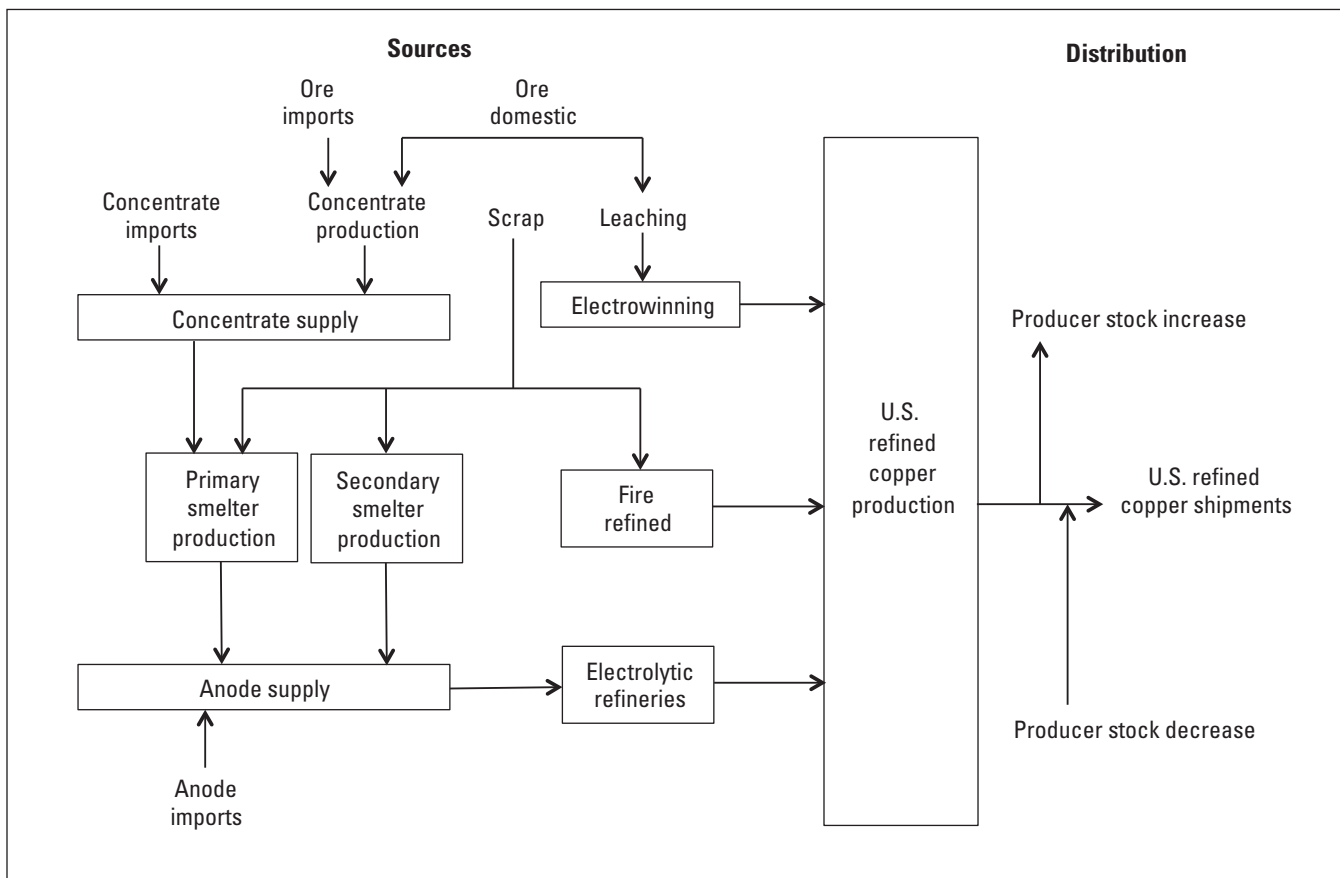 Sources
Distribution
Ore
imports
Ore
domestic
Concentrate
imports
Concentrate
production
Scrap
Leaching
Concentrate supply
Electrowinning
Producer stock increase
Primary
smelter
production
Secondary
smelter
production
Fire
refined
U.S.
refined
copper
production
U.S. refined
copper shipments
Anode supply
Electrolytic
refineries
Producer stock decrease
Anode
imports